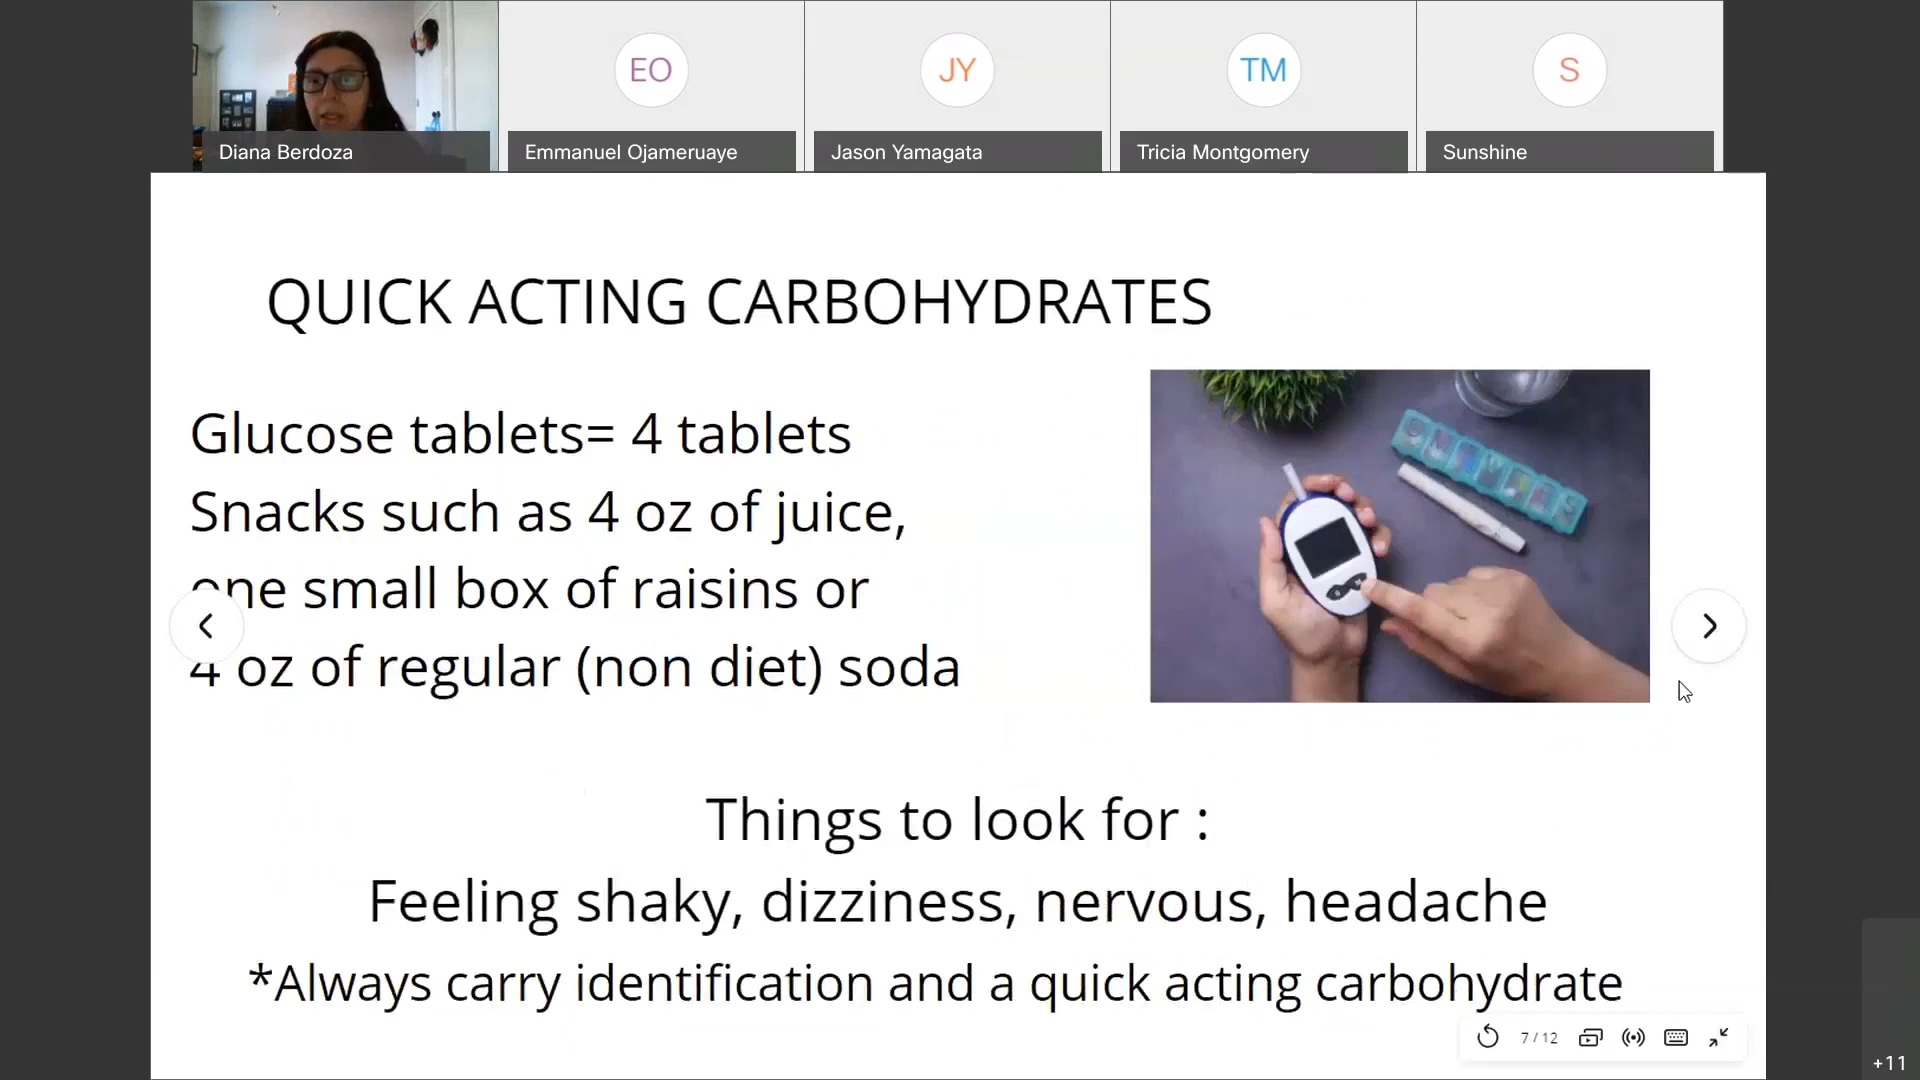 EO
JY
TM
S
Diana Berdoza
Emmanuel Ojameruaye
Jason Yamagata
Tricia Montgomery
Sunshine
QUICK ACTING CARBOHYDRATES
Glucose tablets= 4 tablets
Snacks such as 4 oz of juice,
one small box of raisins or
4 oz of regular (non diet) soda
Things to look for :
Feeling shaky, dizziness, nervous, headache
*Always carry identification and a quick acting carbohydrate
7 / 12
+11